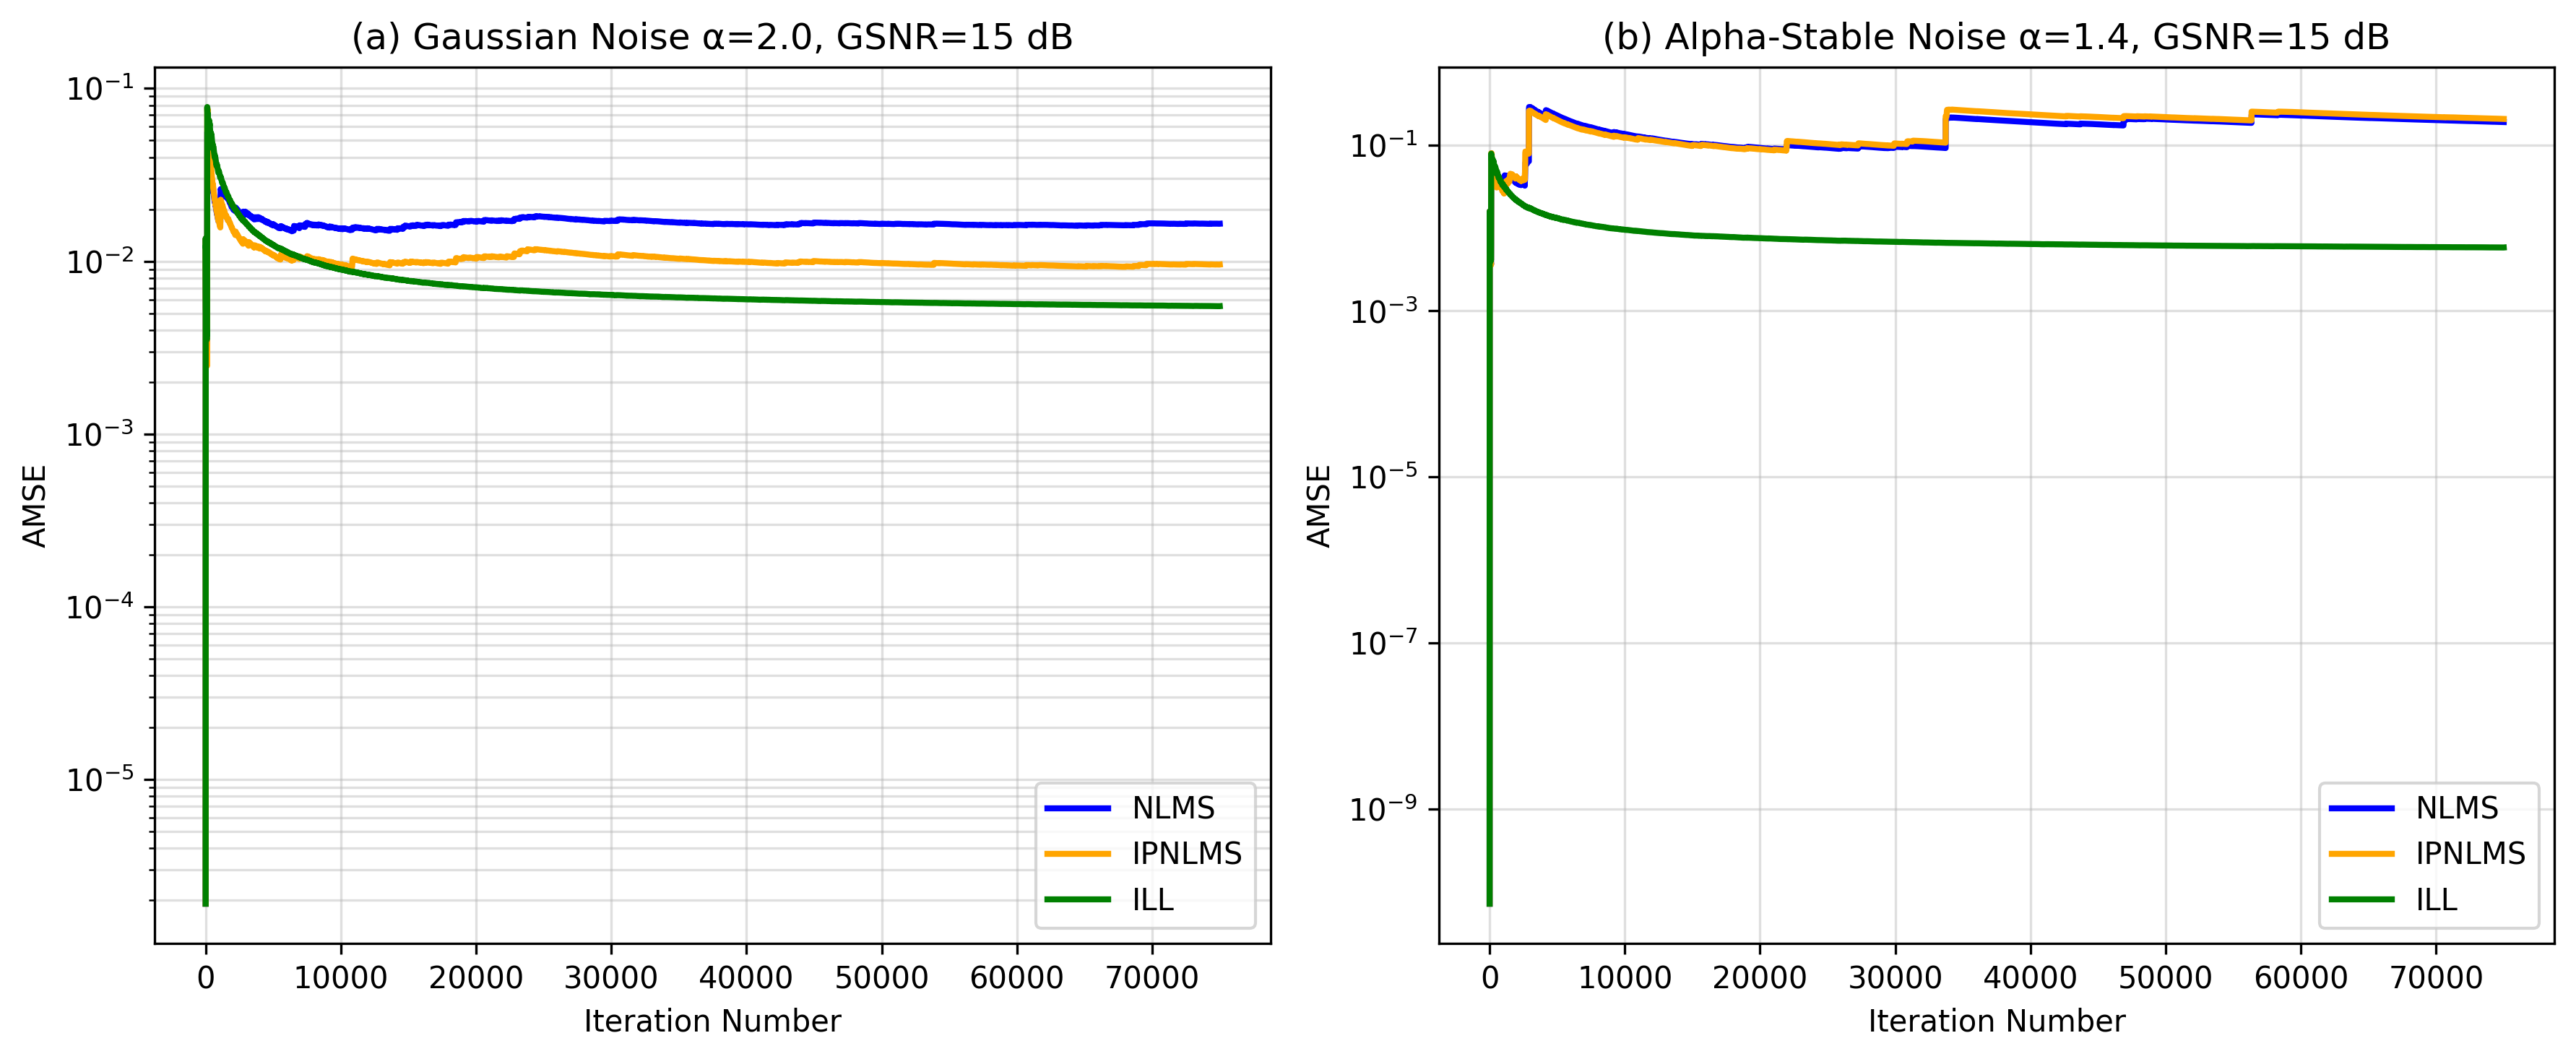 (a) Gaussian Noise α=2.0, GSNR=15 dB
AMSE
10⁻¹
10⁻²
10⁻³
10⁻⁴
10⁻⁵
NLMS
IPNLMS
ILL
0 10000 20000 30000 40000 50000 60000 70000
Iteration Number
(b) Alpha-Stable Noise α=1.4, GSNR=15 dB
AMSE
10⁻¹
10⁻³
10⁻⁵
10⁻⁷
10⁻⁹
NLMS
IPNLMS
ILL
0 10000 20000 30000 40000 50000 60000 70000
Iteration Number